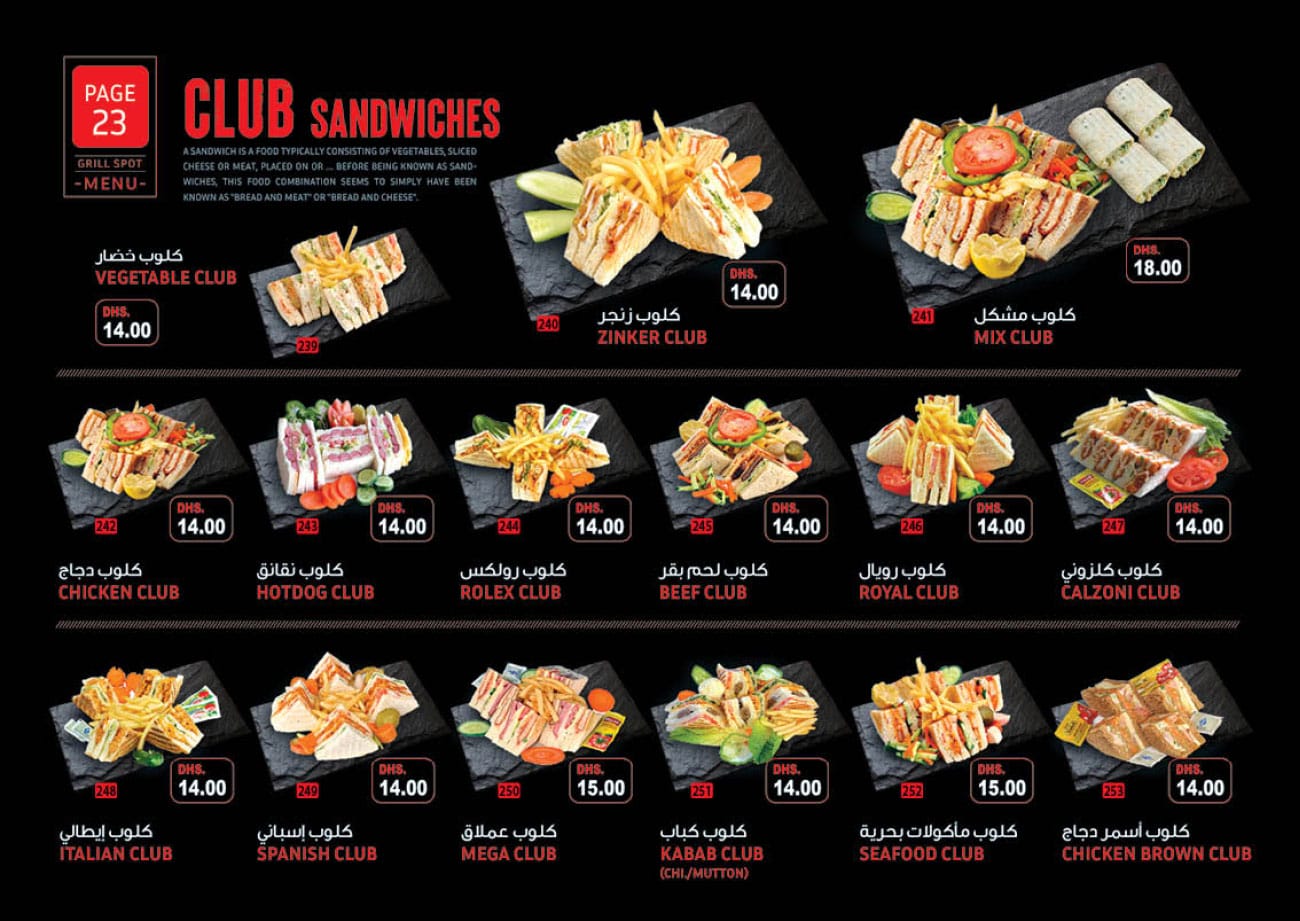 PAGE
23
GRILL SPOT
-MENU-
CLUB SANDWICHES
A SANDWICH IS A FOOD TYPICALLY CONSISTING OF VEGETABLES, SLICED
CHEESE OR MEAT, PLACED ON OR ... BEFORE BEING KNOWN AS SAND-
WICHES, THIS FOOD COMBINATION SEEMS TO SIMPLY HAVE BEEN
KNOWN AS "BREAD AND MEAT" OR "BREAD AND CHEESE".
كلوب خضار
VEGETABLE CLUB
DHS.
14.00
239
DHS.
14.00
240
كلوب زنجر
ZINKER CLUB
DHS.
18.00
241
كلوب مشكل
MIX CLUB
242
DHS.
14.00
كلوب دجاج
CHICKEN CLUB
243
DHS.
14.00
كلوب نقانق
HOTDOG CLUB
244
DHS.
14.00
كلوب رولكس
ROLEX CLUB
245
DHS.
14.00
كلوب لحم بقر
BEEF CLUB
246
DHS.
14.00
كلوب رويال
ROYAL CLUB
247
DHS.
14.00
كلوب كلزوني
CALZONI CLUB
248
DHS.
14.00
كلوب إيطالي
ITALIAN CLUB
249
DHS.
14.00
كلوب إسباني
SPANISH CLUB
250
DHS.
15.00
كلوب عملاق
MEGA CLUB
251
DHS.
14.00
كلوب كباب
KABAB CLUB
(CHI./MUTTON)
252
DHS.
15.00
كلوب مأكولات بحرية
SEAFOOD CLUB
253
DHS.
14.00
كلوب أسمر دجاج
CHICKEN BROWN CLUB